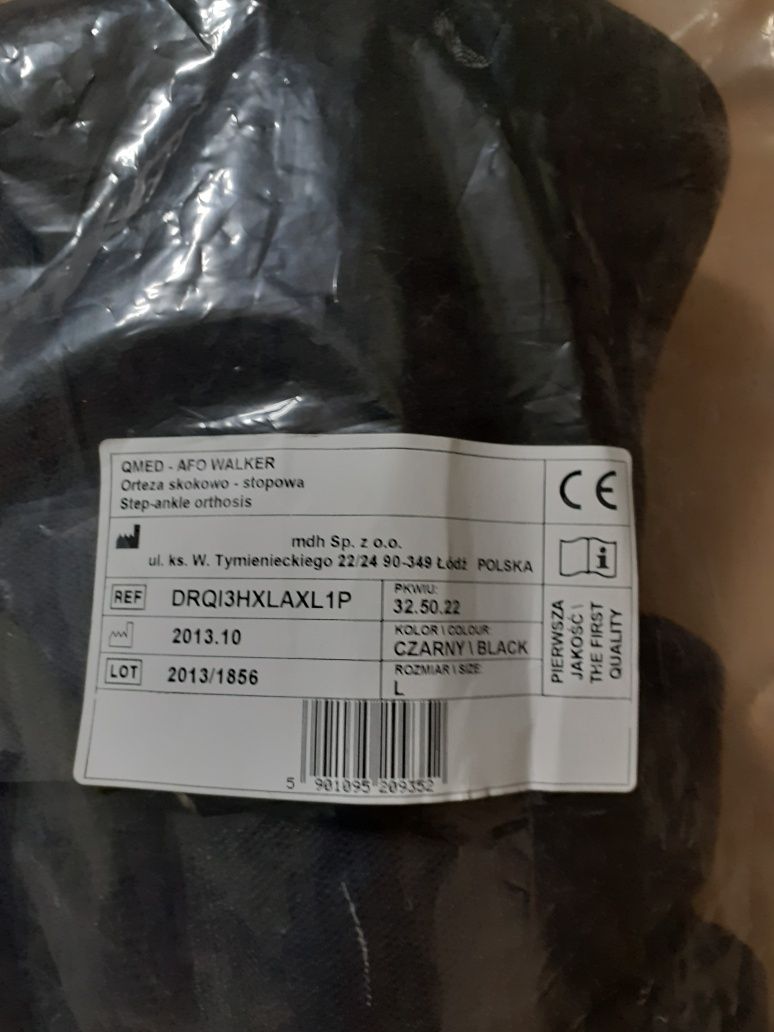 QMED - AFO WALKER
Orteza skokowo - stopowa
Step-ankle orthosis
CE
mdh Sp. z o.o.
ul. ks. W. Tymienieckiego 22/24 90-349 Łódź POLSKA
i
REF DRQI3HXLAXL1P
PKWIU:
32.50.22
2013.10
KOLOR \ COLOUR:
CZARNY \ BLACK
LOT 2013/1856
ROZMIAR \ SIZE:
L
PIERWSZA
JAKOŚĆ \
THE FIRST
QUALITY
5 901095 209352